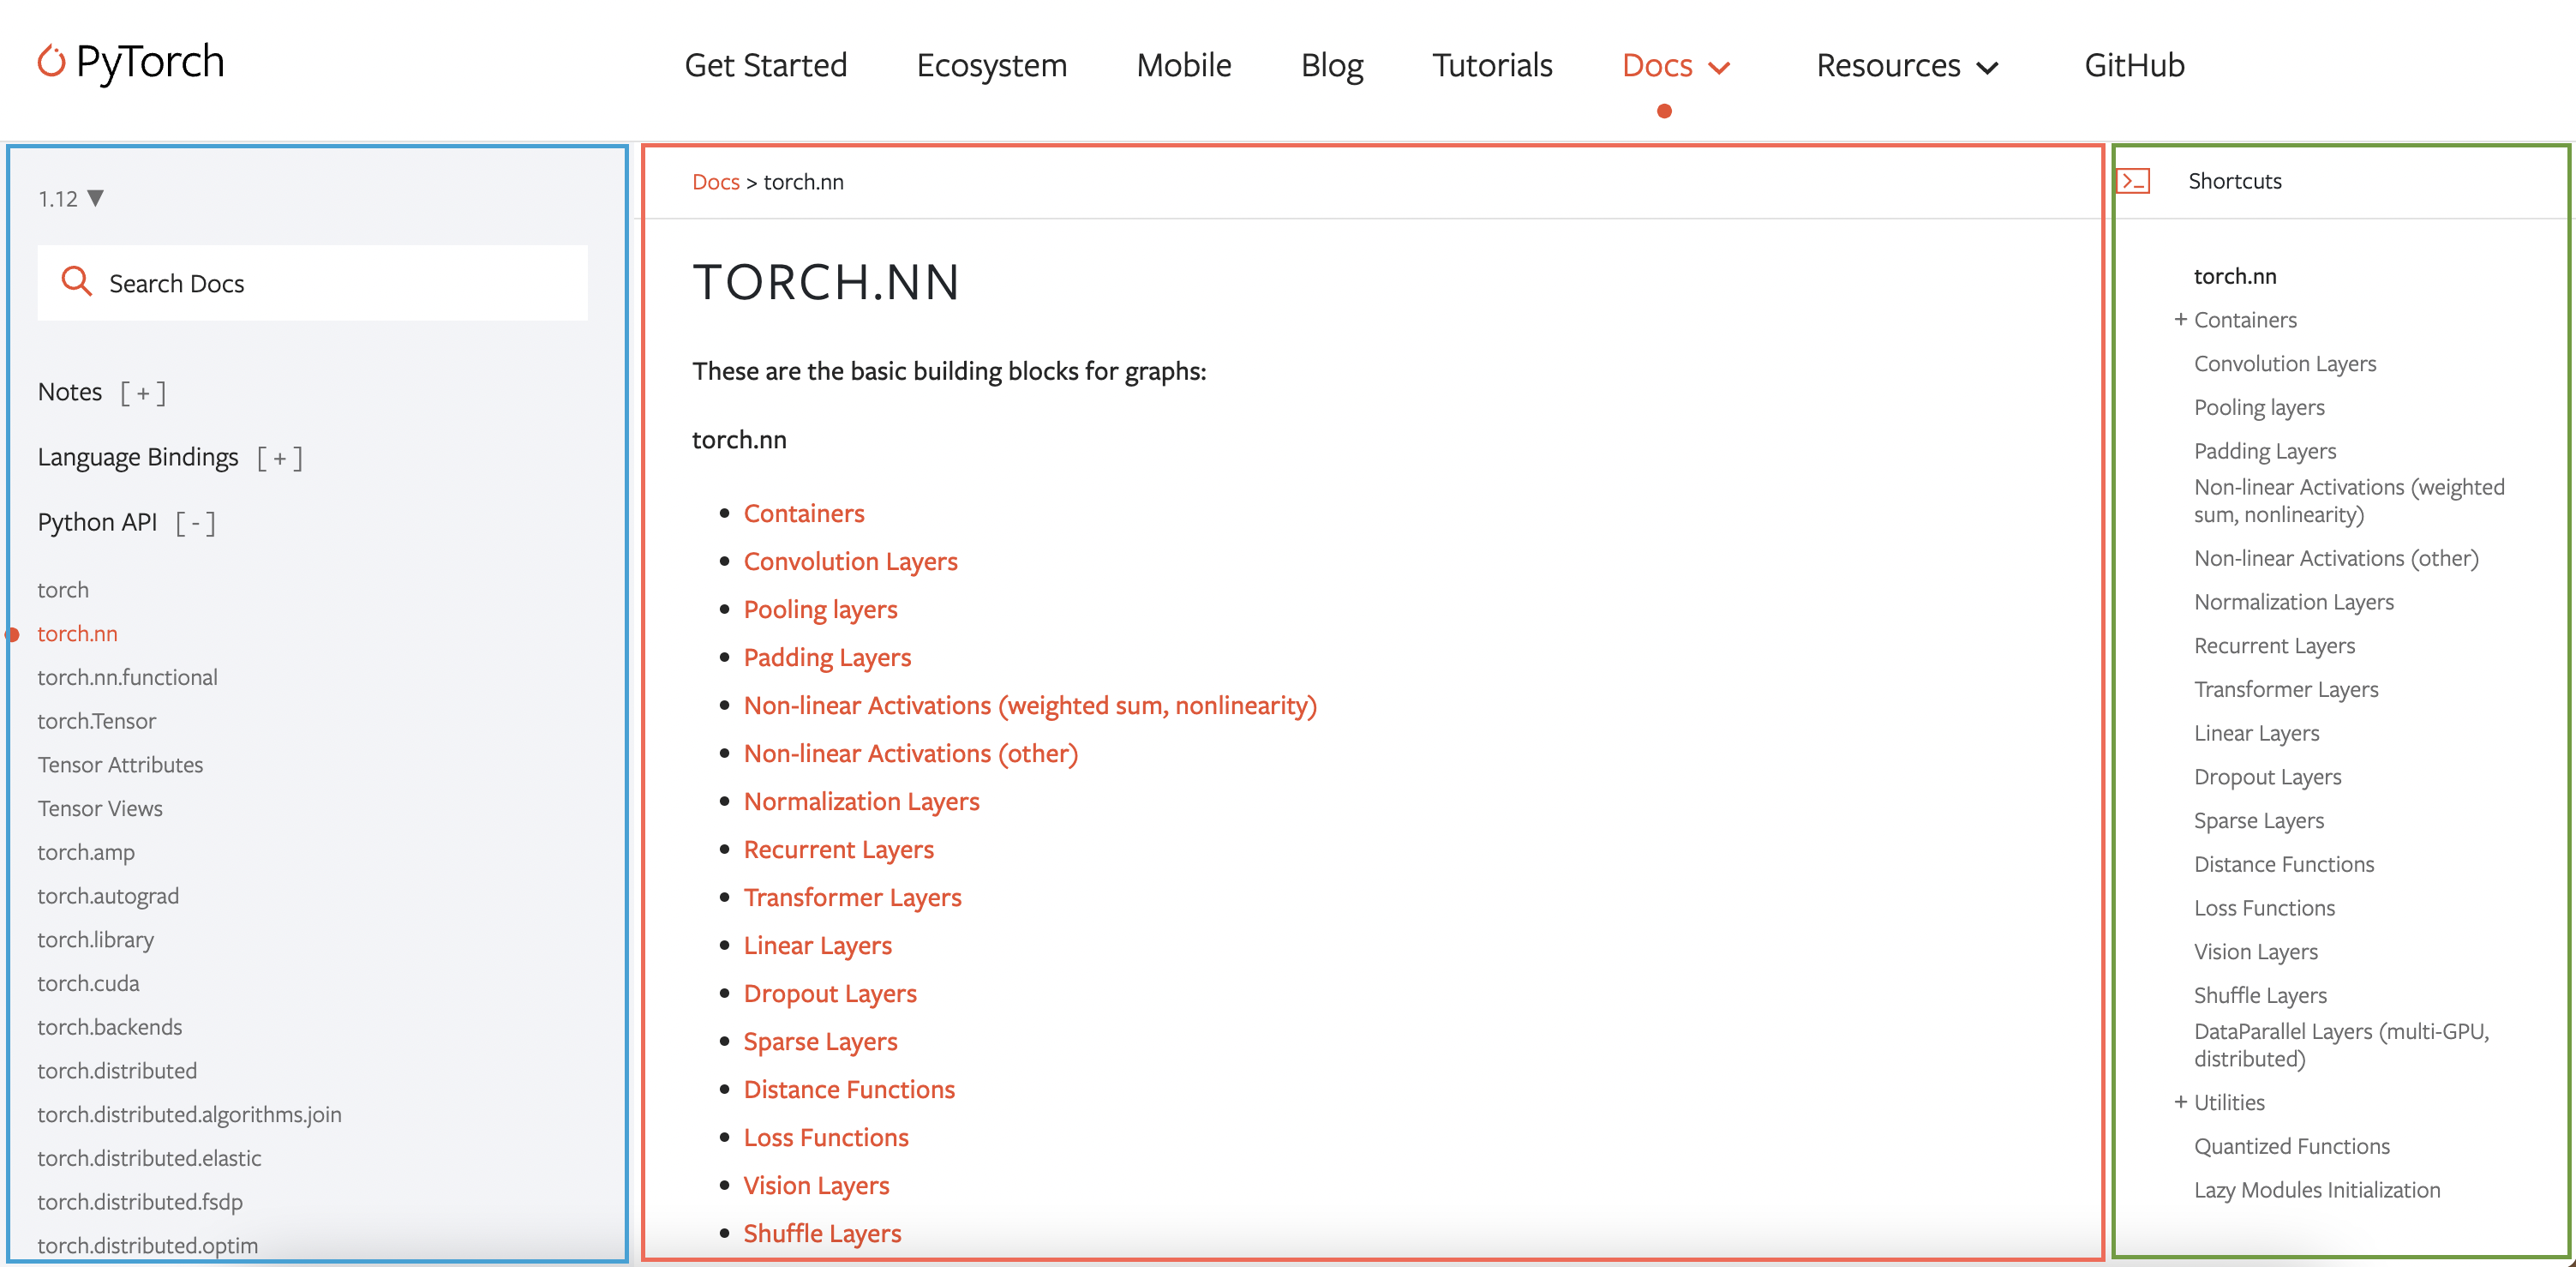 PyTorch
Get Started
Ecosystem
Mobile
Blog
Tutorials
Docs
Resources
GitHub
1.12 ▼
Search Docs
Notes [ + ]
Language Bindings [ + ]
Python API [ - ]
torch
torch.nn
torch.nn.functional
torch.Tensor
Tensor Attributes
Tensor Views
torch.amp
torch.autograd
torch.library
torch.cuda
torch.backends
torch.distributed
torch.distributed.algorithms.join
torch.distributed.elastic
torch.distributed.fsdp
torch.distributed.optim
Docs > torch.nn
TORCH.NN
These are the basic building blocks for graphs:
torch.nn
• Containers
• Convolution Layers
• Pooling layers
• Padding Layers
• Non-linear Activations (weighted sum, nonlinearity)
• Non-linear Activations (other)
• Normalization Layers
• Recurrent Layers
• Transformer Layers
• Linear Layers
• Dropout Layers
• Sparse Layers
• Distance Functions
• Loss Functions
• Vision Layers
• Shuffle Layers
Shortcuts
torch.nn
+ Containers
Convolution Layers
Pooling layers
Padding Layers
Non-linear Activations (weighted
sum, nonlinearity)
Non-linear Activations (other)
Normalization Layers
Recurrent Layers
Transformer Layers
Linear Layers
Dropout Layers
Sparse Layers
Distance Functions
Loss Functions
Vision Layers
Shuffle Layers
DataParallel Layers (multi-GPU,
distributed)
+ Utilities
Quantized Functions
Lazy Modules Initialization